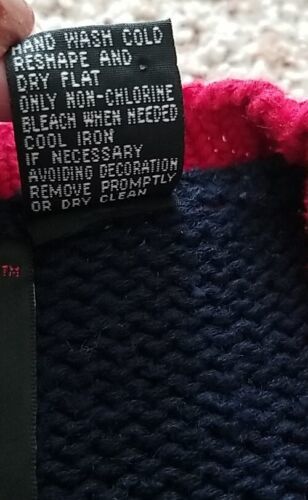 HAND WASH COLD
RESHAPE AND
DRY FLAT
ONLY NON-CHLORINE
BLEACH WHEN NEEDED
COOL IRON
IF NECESSARY
AVOIDING DECORATION
REMOVE PROMPTLY
OR DRY CLEAN
TM